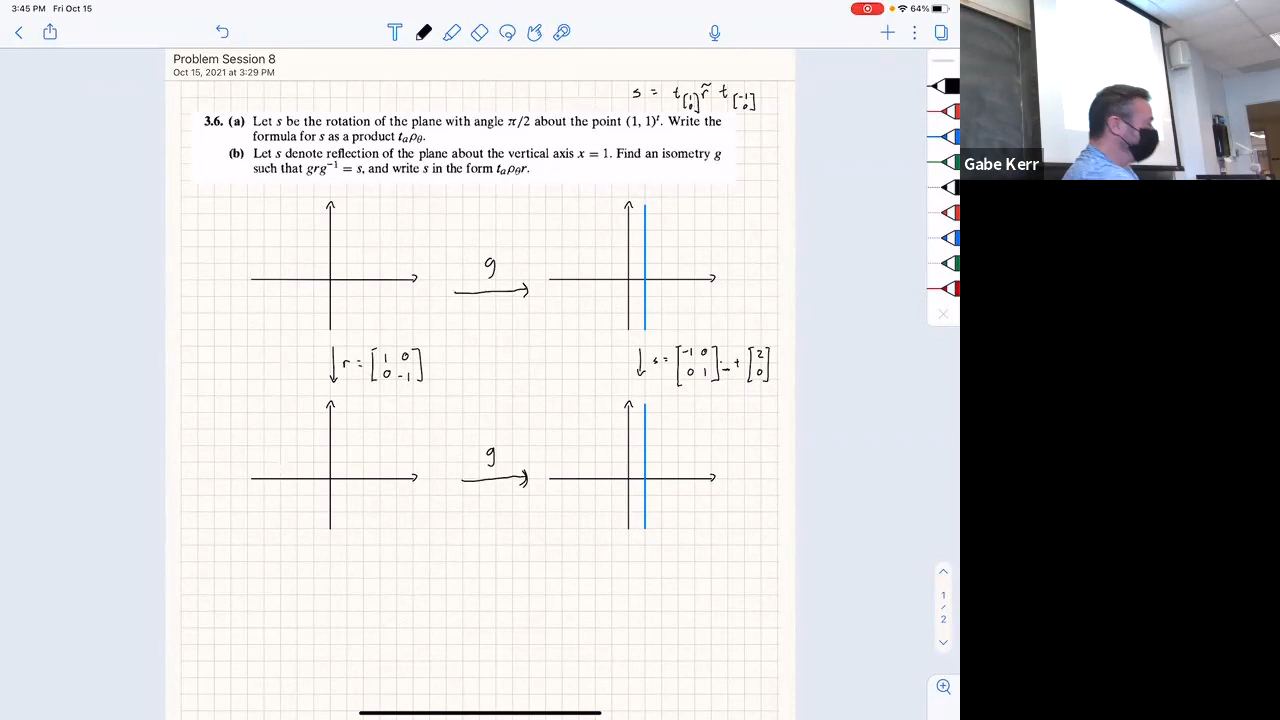 3:45 PM Fri Oct 15
64%
Problem Session 8
Oct 15, 2021 at 3:29 PM
s = t[1 0] r̃ t[-1 0]
3.6. (a) Let s be the rotation of the plane with angle π/2 about the point (1, 1)ᵗ. Write the
formula for s as a product tₐρ_θ.
(b) Let s denote reflection of the plane about the vertical axis x = 1. Find an isometry g
such that grg⁻¹ = s, and write s in the form tₐρ_θr.
g
r = [1 0
0 -1]
s = [-1 0
0 1] _ + [2
0]
g
1
/
2
Gabe Kerr